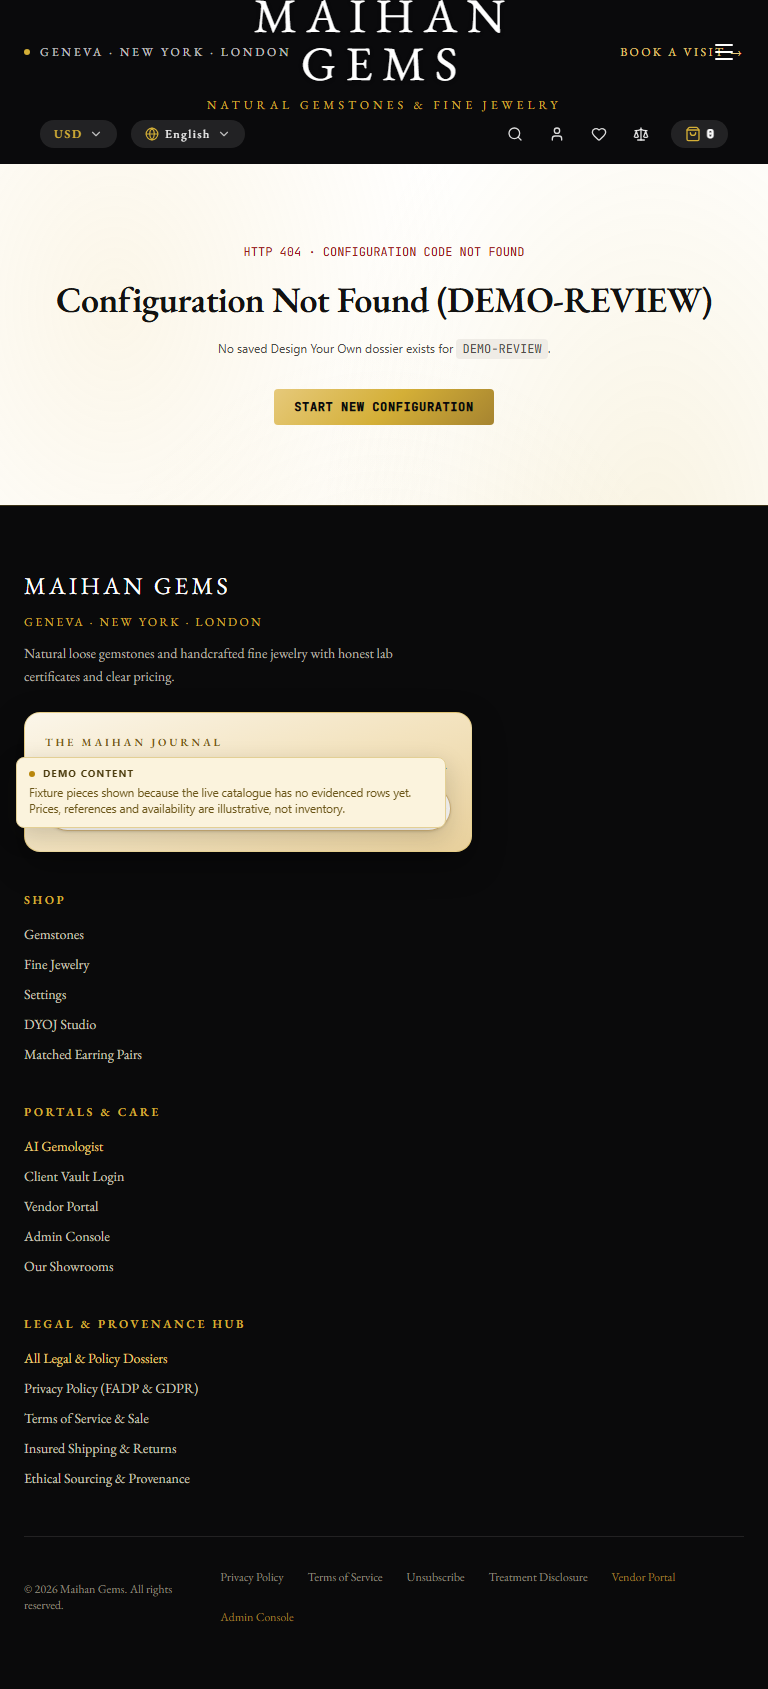 MAIHAN
GEMS
GENEVA · NEW YORK · LONDON
BOOK A VISIT →
NATURAL GEMSTONES & FINE JEWELRY
USD
English
0
HTTP 404 · CONFIGURATION CODE NOT FOUND
Configuration Not Found (DEMO-REVIEW)
No saved Design Your Own dossier exists for DEMO-REVIEW.
START NEW CONFIGURATION
MAIHAN GEMS
GENEVA · NEW YORK · LONDON
Natural loose gemstones and handcrafted fine jewelry with honest lab
certificates and clear pricing.
THE MAIHAN JOURNAL
DEMO CONTENT
Fixture pieces shown because the live catalogue has no evidenced rows yet.
Prices, references and availability are illustrative, not inventory.
SHOP
Gemstones
Fine Jewelry
Settings
DYOJ Studio
Matched Earring Pairs
PORTALS & CARE
AI Gemologist
Client Vault Login
Vendor Portal
Admin Console
Our Showrooms
LEGAL & PROVENANCE HUB
All Legal & Policy Dossiers
Privacy Policy (FADP & GDPR)
Terms of Service & Sale
Insured Shipping & Returns
Ethical Sourcing & Provenance
© 2026 Maihan Gems. All rights
reserved.
Privacy Policy
Terms of Service
Unsubscribe
Treatment Disclosure
Vendor Portal
Admin Console